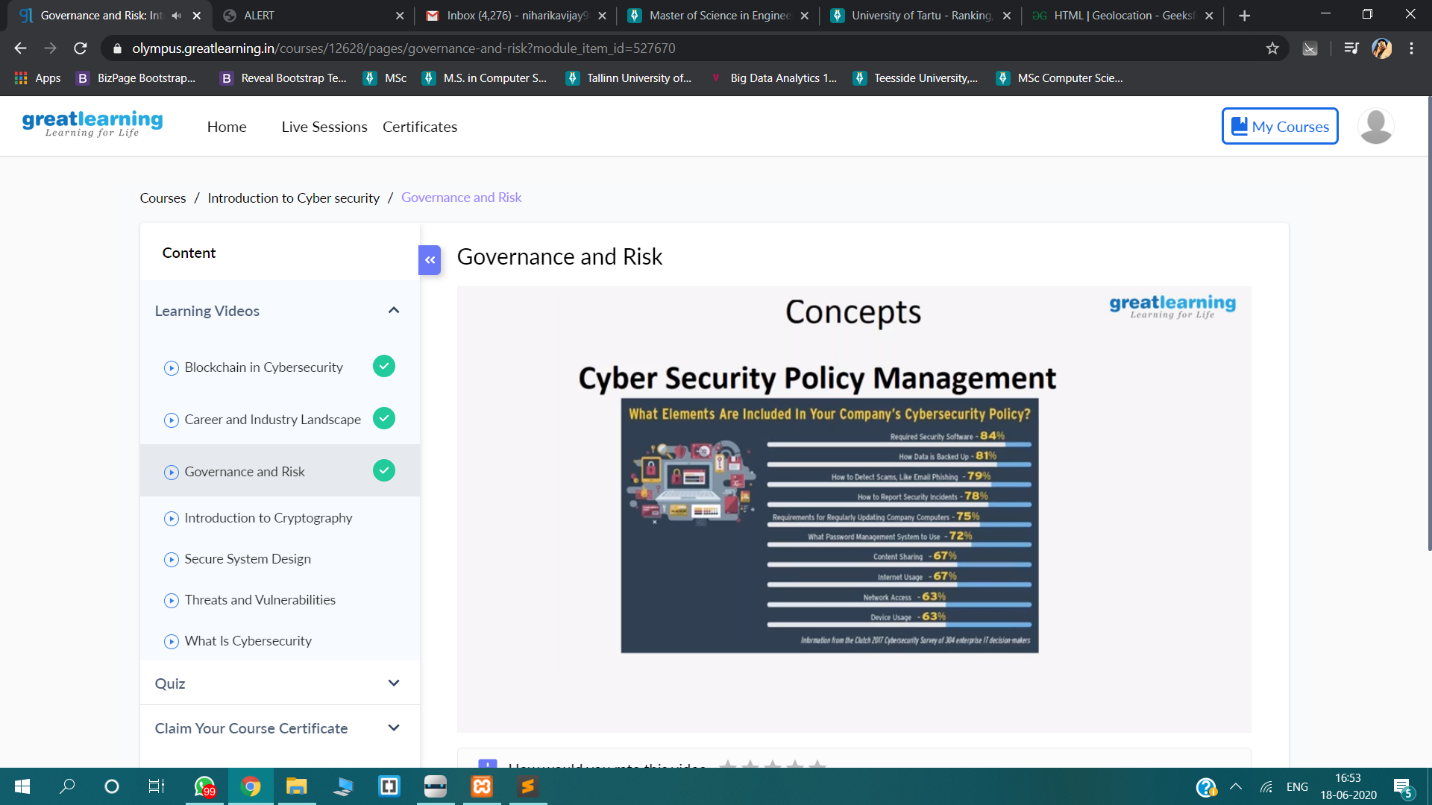 Governance and Risk: Int
ALERT
Inbox (4,276) - niharikavijay9
Master of Science in Enginee
University of Tartu - Ranking,
HTML | Geolocation - Geeksf
olympus.greatlearning.in/courses/12628/pages/governance-and-risk?module_item_id=527670
Apps
BizPage Bootstrap...
Reveal Bootstrap Te...
MSc
M.S. in Computer S...
Tallinn University of...
Big Data Analytics 1...
Teesside University,...
MSc Computer Scie...
greatlearning
Learning for Life
Home
Live Sessions
Certificates
My Courses
Courses / Introduction to Cyber security / Governance and Risk
Content
Learning Videos
Blockchain in Cybersecurity
Career and Industry Landscape
Governance and Risk
Introduction to Cryptography
Secure System Design
Threats and Vulnerabilities
What Is Cybersecurity
Quiz
Claim Your Course Certificate
Governance and Risk
Concepts
greatlearning
Learning for Life
Cyber Security Policy Management
What Elements Are Included In Your Company's Cybersecurity Policy?
Required Security Software - 84%
How Data is Backed Up - 81%
How to Detect Scams, Like Email Phishing - 79%
How to Report Security Incidents - 78%
Requirements for Regularly Updating Company Computers - 75%
What Password Management System to Use - 72%
Content Sharing - 67%
Internet Usage - 67%
Network Access - 63%
Device Usage - 63%
Information from the Clutch 2017 Cybersecurity Survey of 304 enterprise IT decision-makers
How would you rate this video
99
ENG
16:53
18-06-2020
5